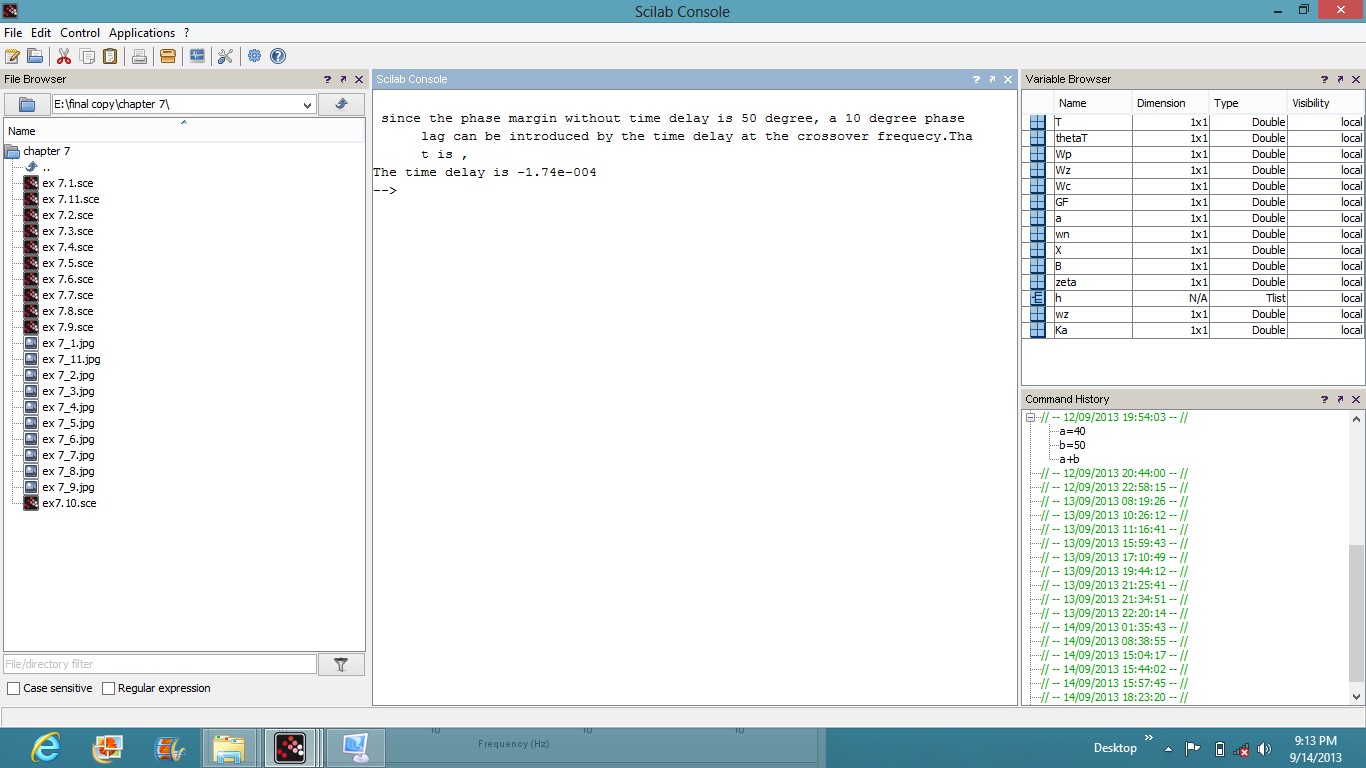 Scilab Console
File Edit Control Applications ?
File Browser ?
E:\final copy\chapter 7\
Name
chapter 7
..
ex 7.1.sce
ex 7.11.sce
ex 7.2.sce
ex 7.3.sce
ex 7.4.sce
ex 7.5.sce
ex 7.6.sce
ex 7.7.sce
ex 7.8.sce
ex 7.9.sce
ex 7_1.jpg
ex 7_11.jpg
ex 7_2.jpg
ex 7_3.jpg
ex 7_4.jpg
ex 7_5.jpg
ex 7_6.jpg
ex 7_7.jpg
ex 7_8.jpg
ex 7_9.jpg
ex7.10.sce
File/directory filter
Case sensitive Regular expression
Scilab Console ?
since the phase margin without time delay is 50 degree, a 10 degree phase
lag can be introduced by the time delay at the crossover frequecy.Tha
t is ,
The time delay is -1.74e-004
-->
Variable Browser ?
Name Dimension Type Visibility
T 1x1 Double local
thetaT 1x1 Double local
Wp 1x1 Double local
Wz 1x1 Double local
Wc 1x1 Double local
GF 1x1 Double local
a 1x1 Double local
wn 1x1 Double local
X 1x1 Double local
B 1x1 Double local
zeta 1x1 Double local
h N/A Tlist local
wz 1x1 Double local
Ka 1x1 Double local
Command History ?
// -- 12/09/2013 19:54:03 -- //
a=40
b=50
a+b
// -- 12/09/2013 20:44:00 -- //
// -- 12/09/2013 22:58:15 -- //
// -- 13/09/2013 08:19:26 -- //
// -- 13/09/2013 10:26:12 -- //
// -- 13/09/2013 11:16:41 -- //
// -- 13/09/2013 15:59:43 -- //
// -- 13/09/2013 17:10:49 -- //
// -- 13/09/2013 19:44:12 -- //
// -- 13/09/2013 21:25:41 -- //
// -- 13/09/2013 21:34:51 -- //
// -- 13/09/2013 22:20:14 -- //
// -- 14/09/2013 01:35:43 -- //
// -- 14/09/2013 08:38:55 -- //
// -- 14/09/2013 15:04:17 -- //
// -- 14/09/2013 15:44:02 -- //
// -- 14/09/2013 15:57:45 -- //
// -- 14/09/2013 18:23:20 -- //
10 10 10
Frequency (Hz)
Desktop »
9:13 PM
9/14/2013